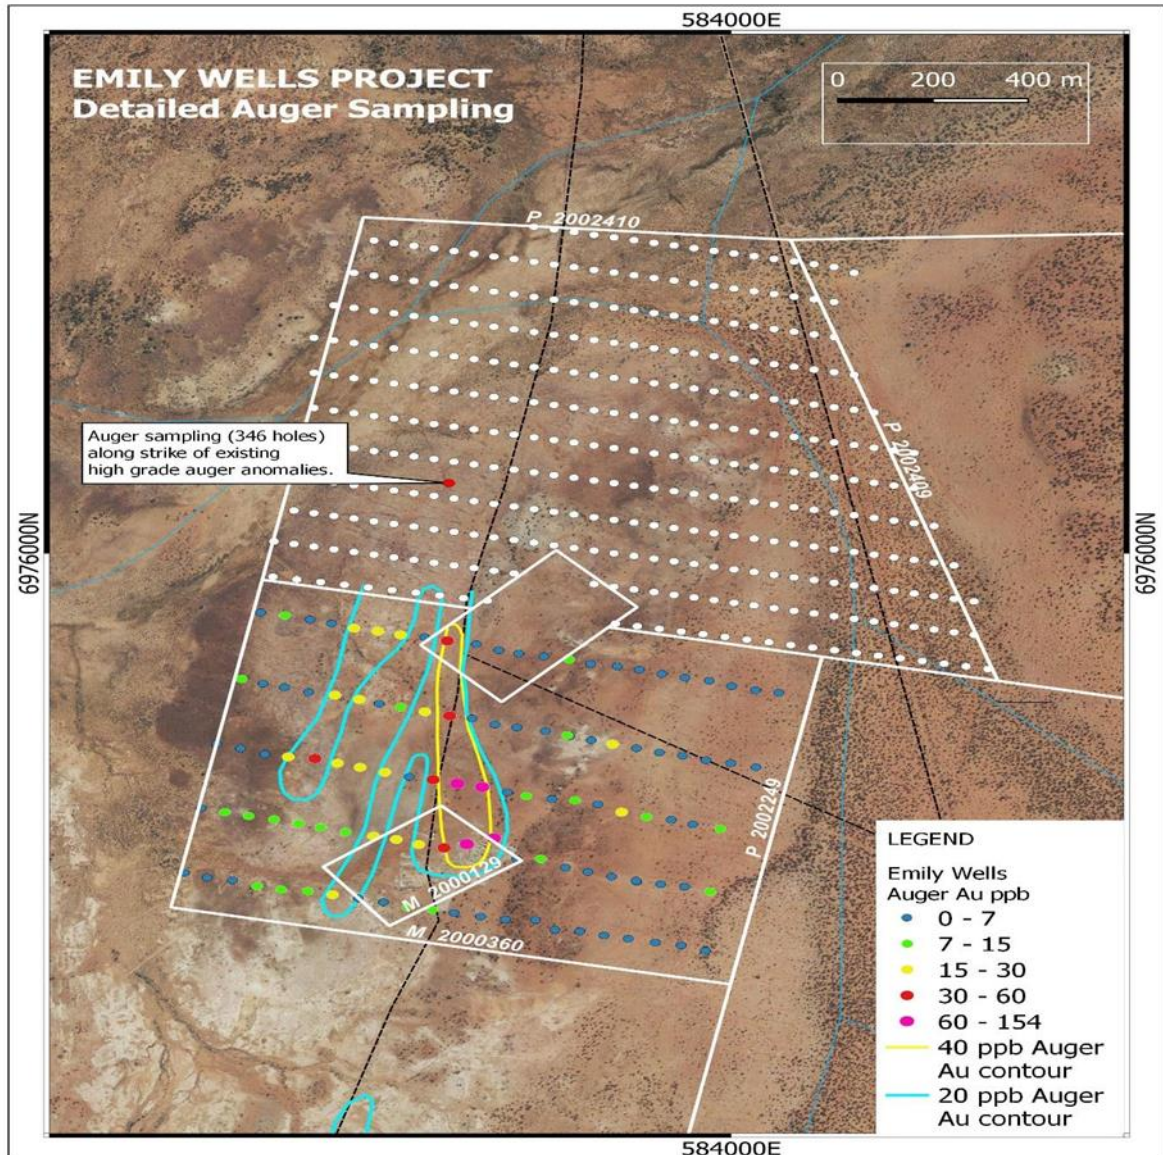 584000E
EMILY WELLS PROJECT
Detailed Auger Sampling
0 200 400 m
P 2002410
Auger sampling (346 holes)
along strike of existing
high grade auger anomalies.
P 2002409
6976000N
6976000N
P 2002249
M 2000129
M 2000360
LEGEND
Emily Wells
Auger Au ppb
0 - 7
7 - 15
15 - 30
30 - 60
60 - 154
40 ppb Auger
Au contour
20 ppb Auger
Au contour
584000E